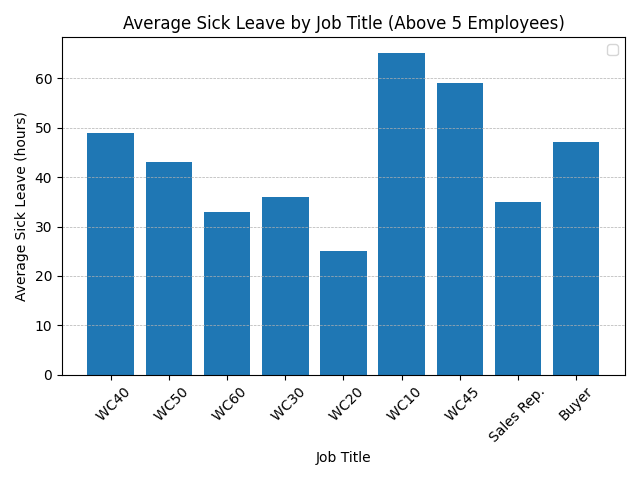 Average Sick Leave by Job Title (Above 5 Employees)
Average Sick Leave (hours)
60
50
40
30
20
10
0
WC40
WC50
WC60
WC30
WC20
WC10
WC45
Sales Rep.
Buyer
Job Title